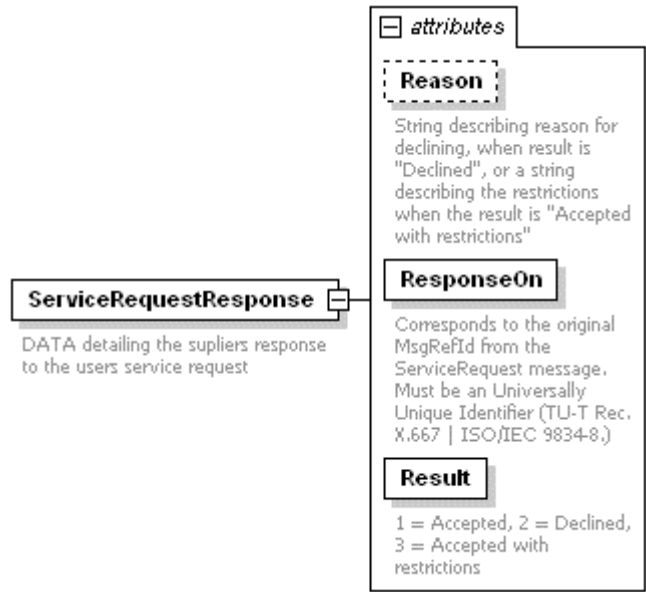 attributes
Reason
String describing reason for
declining, when result is
"Declined", or a string
describing the restrictions
when the result is "Accepted
with restrictions"
ServiceRequestResponse
DATA detailing the supliers response
to the users service request
ResponseOn
Corresponds to the original
MsgRefId from the
ServiceRequest message.
Must be an Universally
Unique Identifier (TU-T Rec.
X.667 | ISO/IEC 9834-8.)
Result
1 = Accepted, 2 = Declined,
3 = Accepted with
restrictions